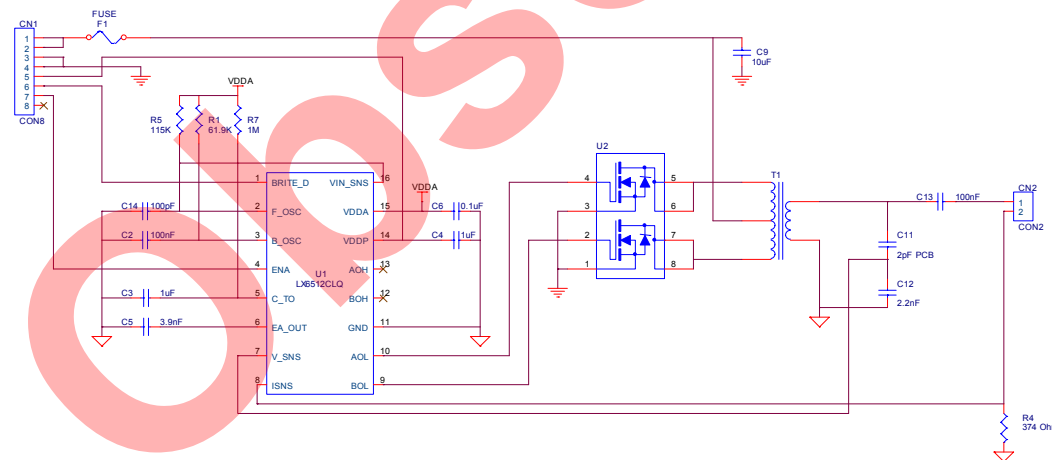 CN1
FUSE
F1
1
2
3
4
5
6
7
8
CON8
C9
10uF
VDDA
R5
115K
R1
61.9K
R7
1M
U2
T1
1 BRITE_D VIN_SNS 16
VDDA
C14 100pF
2 F_OSC VDDA 15
C6 0.1uF
C2 100nF
3 B_OSC VDDP 14
C4 1uF
4 ENA AOH 13
U1
LX6512CLQ
C3 1uF
5 C_TO BOH 12
C5 3.9nF
6 EA_OUT GND 11
7 V_SNS AOL 10
8 ISNS BOL 9
4 5
3 6
2 7
1 8
C13 100nF
CN2
1
2
CON2
C11
2pF PCB
C12
2.2nF
R4
374 Oh
Obso